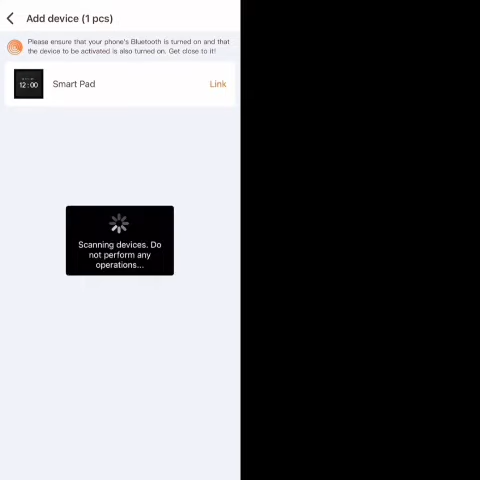 Add device (1 pcs)
Please ensure that your phone's Bluetooth is turned on and that
the device to be activated is also turned on. Get close to it!
12:00
Smart Pad
Link
Scanning devices. Do
not perform any
operations...